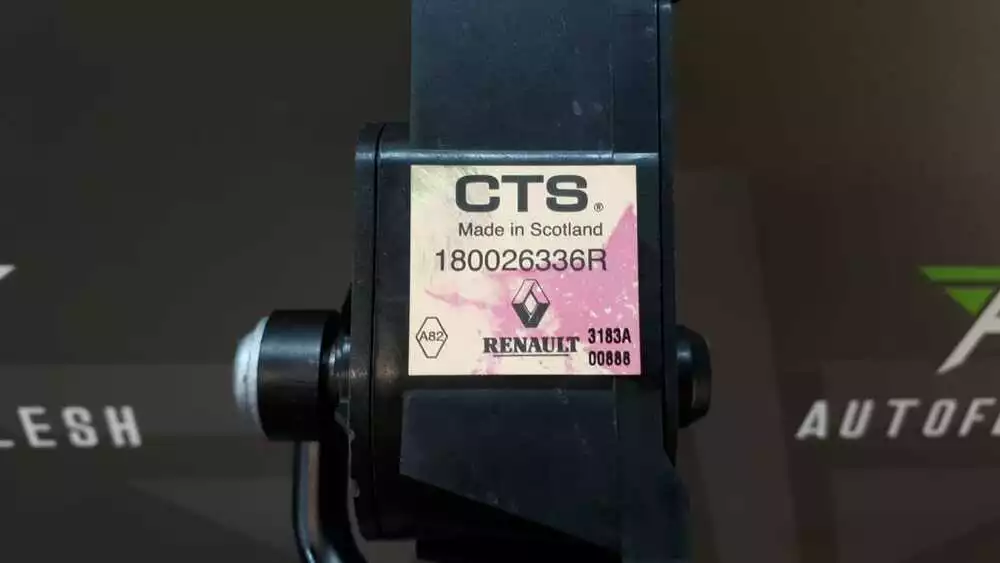 CTS®
Made in Scotland
180026336R
A82
RENAULT
3183A
00888
LESH
AUTOF